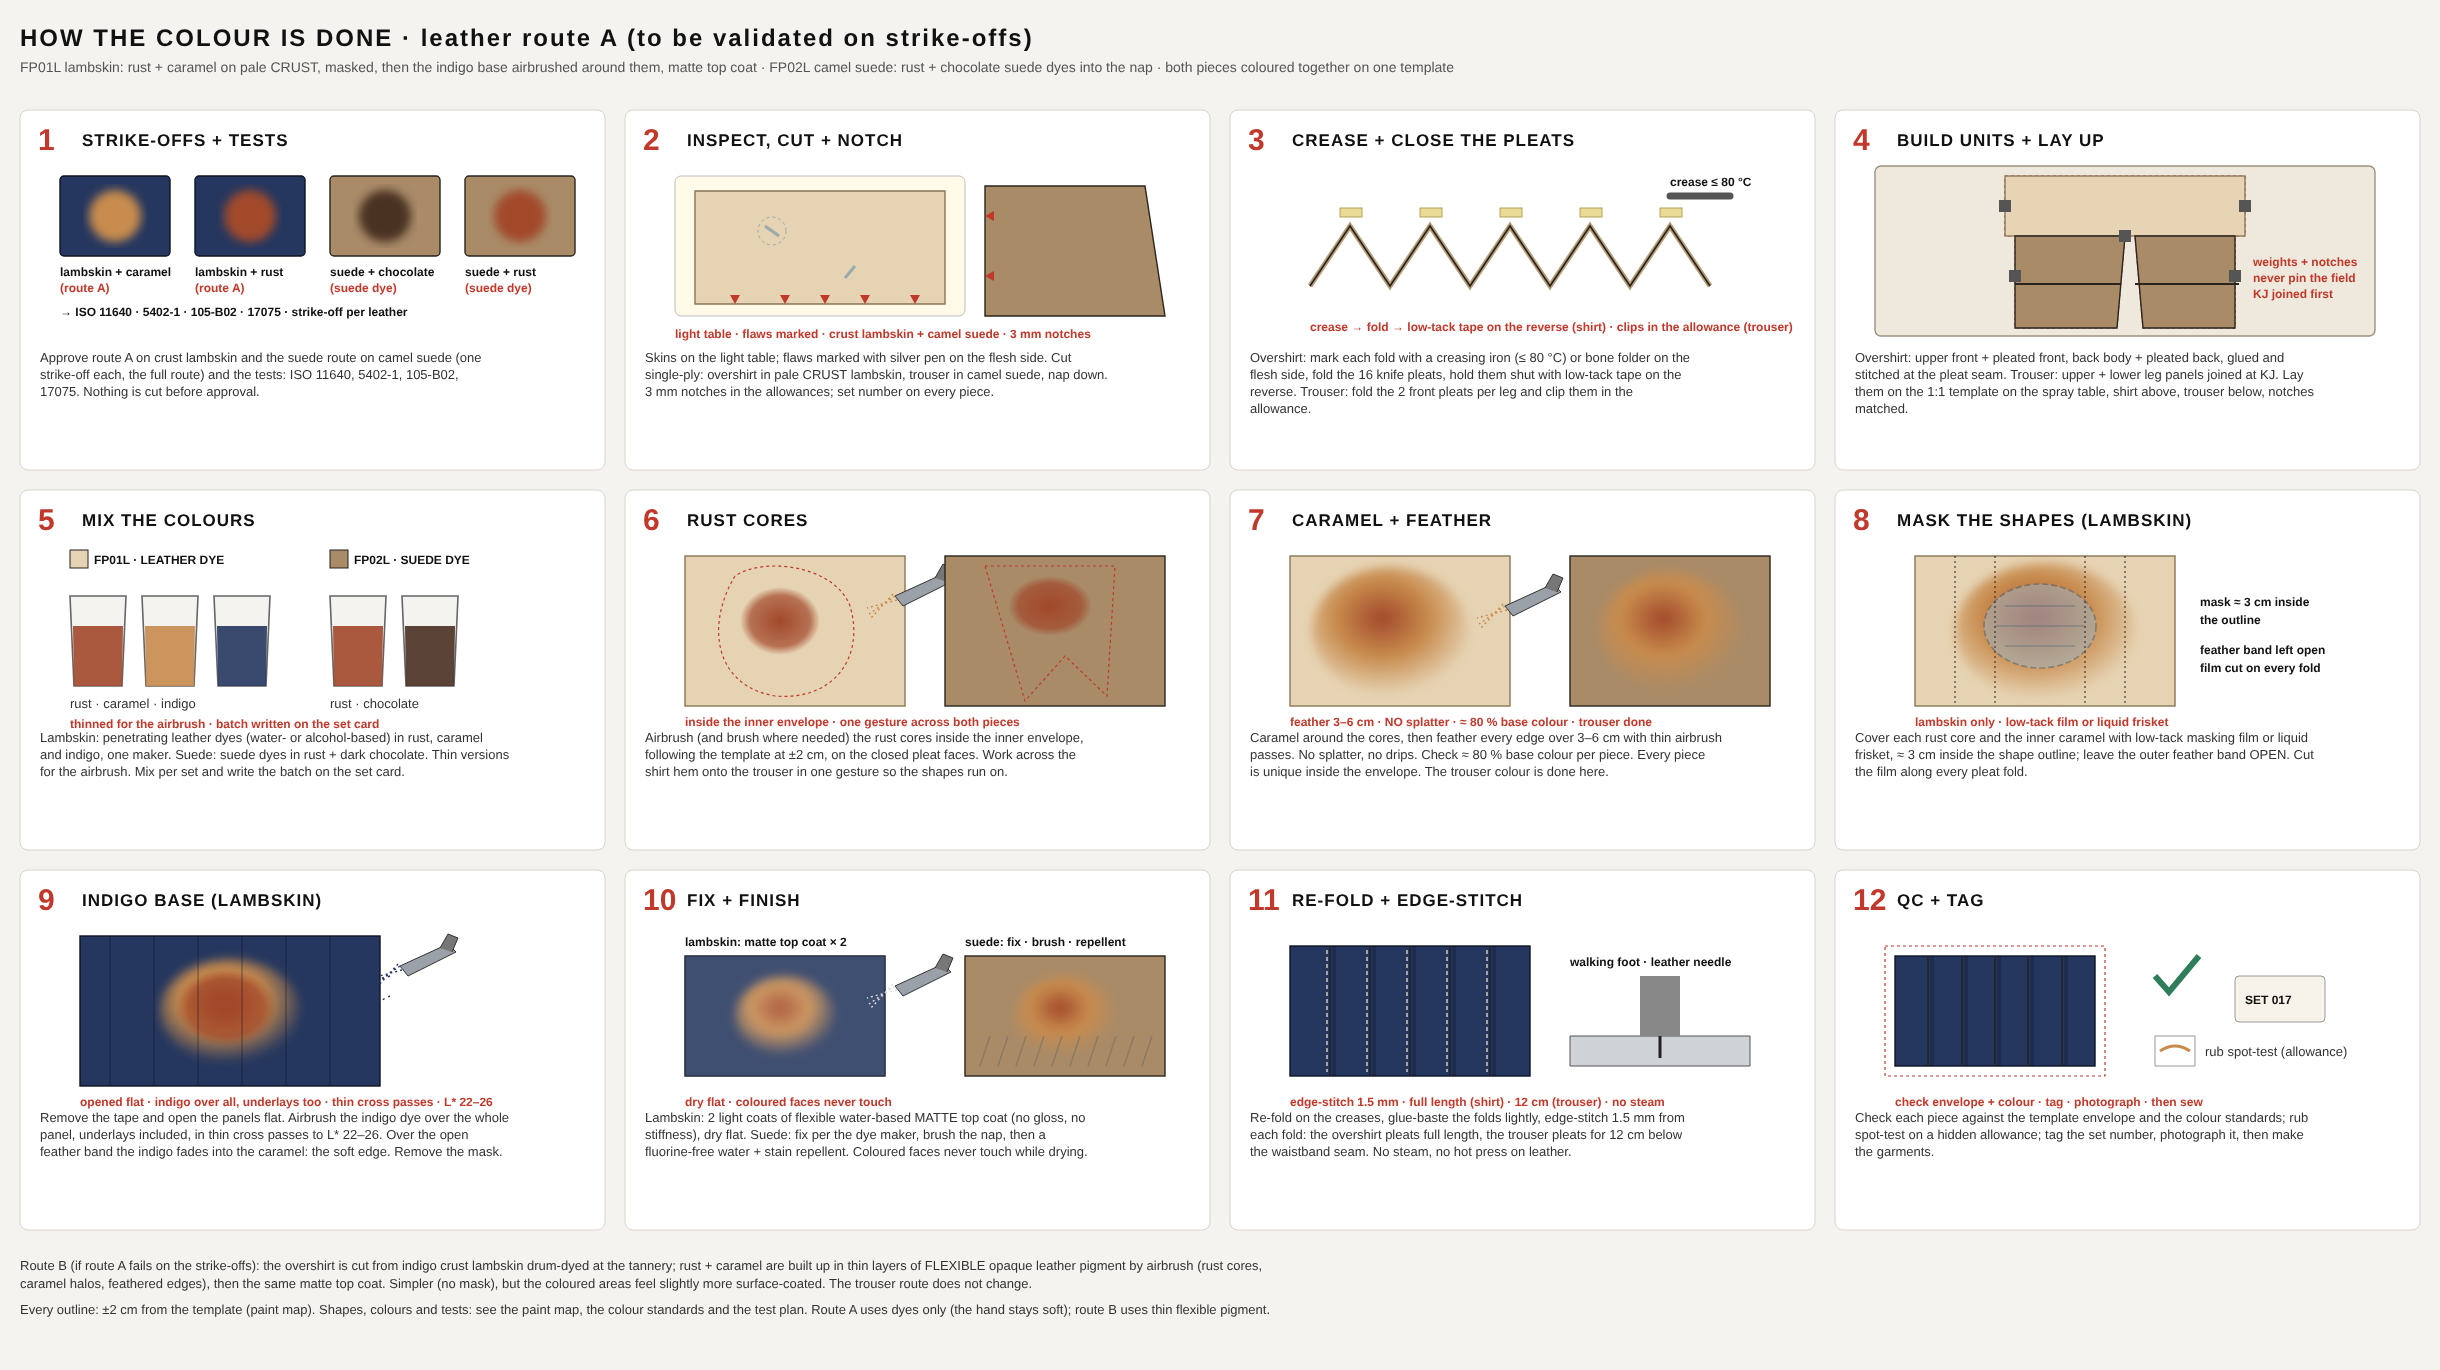 HOW THE COLOUR IS DONE · leather route A (to be validated on strike-offs)
FP01L lambskin: rust + caramel on pale CRUST, masked, then the indigo base airbrushed around them, matte top coat · FP02L camel suede: rust + chocolate suede dyes into the nap · both pieces coloured together on one template
1 STRIKE-OFFS + TESTS
lambskin + caramel
(route A)
lambskin + rust
(route A)
suede + chocolate
(suede dye)
suede + rust
(suede dye)
→ ISO 11640 · 5402-1 · 105-B02 · 17075 · strike-off per leather
Approve route A on crust lambskin and the suede route on camel suede (one
strike-off each, the full route) and the tests: ISO 11640, 5402-1, 105-B02,
17075. Nothing is cut before approval.
2 INSPECT, CUT + NOTCH
light table · flaws marked · crust lambskin + camel suede · 3 mm notches
Skins on the light table; flaws marked with silver pen on the flesh side. Cut
single-ply: overshirt in pale CRUST lambskin, trouser in camel suede, nap down.
3 mm notches in the allowances; set number on every piece.
3 CREASE + CLOSE THE PLEATS
crease ≤ 80 °C
crease → fold → low-tack tape on the reverse (shirt) · clips in the allowance (trouser)
Overshirt: mark each fold with a creasing iron (≤ 80 °C) or bone folder on the
flesh side, fold the 16 knife pleats, hold them shut with low-tack tape on the
reverse. Trouser: fold the 2 front pleats per leg and clip them in the
allowance.
4 BUILD UNITS + LAY UP
weights + notches
never pin the field
KJ joined first
Overshirt: upper front + pleated front, back body + pleated back, glued and
stitched at the pleat seam. Trouser: upper + lower leg panels joined at KJ. Lay
them on the 1:1 template on the spray table, shirt above, trouser below, notches
matched.
5 MIX THE COLOURS
FP01L · LEATHER DYE
FP02L · SUEDE DYE
rust · caramel · indigo
rust · chocolate
thinned for the airbrush · batch written on the set card
Lambskin: penetrating leather dyes (water- or alcohol-based) in rust, caramel
and indigo, one maker. Suede: suede dyes in rust + dark chocolate. Thin versions
for the airbrush. Mix per set and write the batch on the set card.
6 RUST CORES
inside the inner envelope · one gesture across both pieces
Airbrush (and brush where needed) the rust cores inside the inner envelope,
following the template at ±2 cm, on the closed pleat faces. Work across the
shirt hem onto the trouser in one gesture so the shapes run on.
7 CARAMEL + FEATHER
feather 3–6 cm · NO splatter · ≈ 80 % base colour · trouser done
Caramel around the cores, then feather every edge over 3–6 cm with thin airbrush
passes. No splatter, no drips. Check ≈ 80 % base colour per piece. Every piece
is unique inside the envelope. The trouser colour is done here.
8 MASK THE SHAPES (LAMBSKIN)
mask ≈ 3 cm inside
the outline
feather band left open
film cut on every fold
lambskin only · low-tack film or liquid frisket
Cover each rust core and the inner caramel with low-tack masking film or liquid
frisket, ≈ 3 cm inside the shape outline; leave the outer feather band OPEN. Cut
the film along every pleat fold.
9 INDIGO BASE (LAMBSKIN)
opened flat · indigo over all, underlays too · thin cross passes · L* 22–26
Remove the tape and open the panels flat. Airbrush the indigo dye over the whole
panel, underlays included, in thin cross passes to L* 22–26. Over the open
feather band the indigo fades into the caramel: the soft edge. Remove the mask.
10 FIX + FINISH
lambskin: matte top coat × 2
suede: fix · brush · repellent
dry flat · coloured faces never touch
Lambskin: 2 light coats of flexible water-based MATTE top coat (no gloss, no
stiffness), dry flat. Suede: fix per the dye maker, brush the nap, then a
fluorine-free water + stain repellent. Coloured faces never touch while drying.
11 RE-FOLD + EDGE-STITCH
walking foot · leather needle
edge-stitch 1.5 mm · full length (shirt) · 12 cm (trouser) · no steam
Re-fold on the creases, glue-baste the folds lightly, edge-stitch 1.5 mm from
each fold: the overshirt pleats full length, the trouser pleats for 12 cm below
the waistband seam. No steam, no hot press on leather.
12 QC + TAG
SET 017
rub spot-test (allowance)
check envelope + colour · tag · photograph · then sew
Check each piece against the template envelope and the colour standards; rub
spot-test on a hidden allowance; tag the set number, photograph it, then make
the garments.
Route B (if route A fails on the strike-offs): the overshirt is cut from indigo crust lambskin drum-dyed at the tannery; rust + caramel are built up in thin layers of FLEXIBLE opaque leather pigment by airbrush (rust cores,
caramel halos, feathered edges), then the same matte top coat. Simpler (no mask), but the coloured areas feel slightly more surface-coated. The trouser route does not change.
Every outline: ±2 cm from the template (paint map). Shapes, colours and tests: see the paint map, the colour standards and the test plan. Route A uses dyes only (the hand stays soft); route B uses thin flexible pigment.